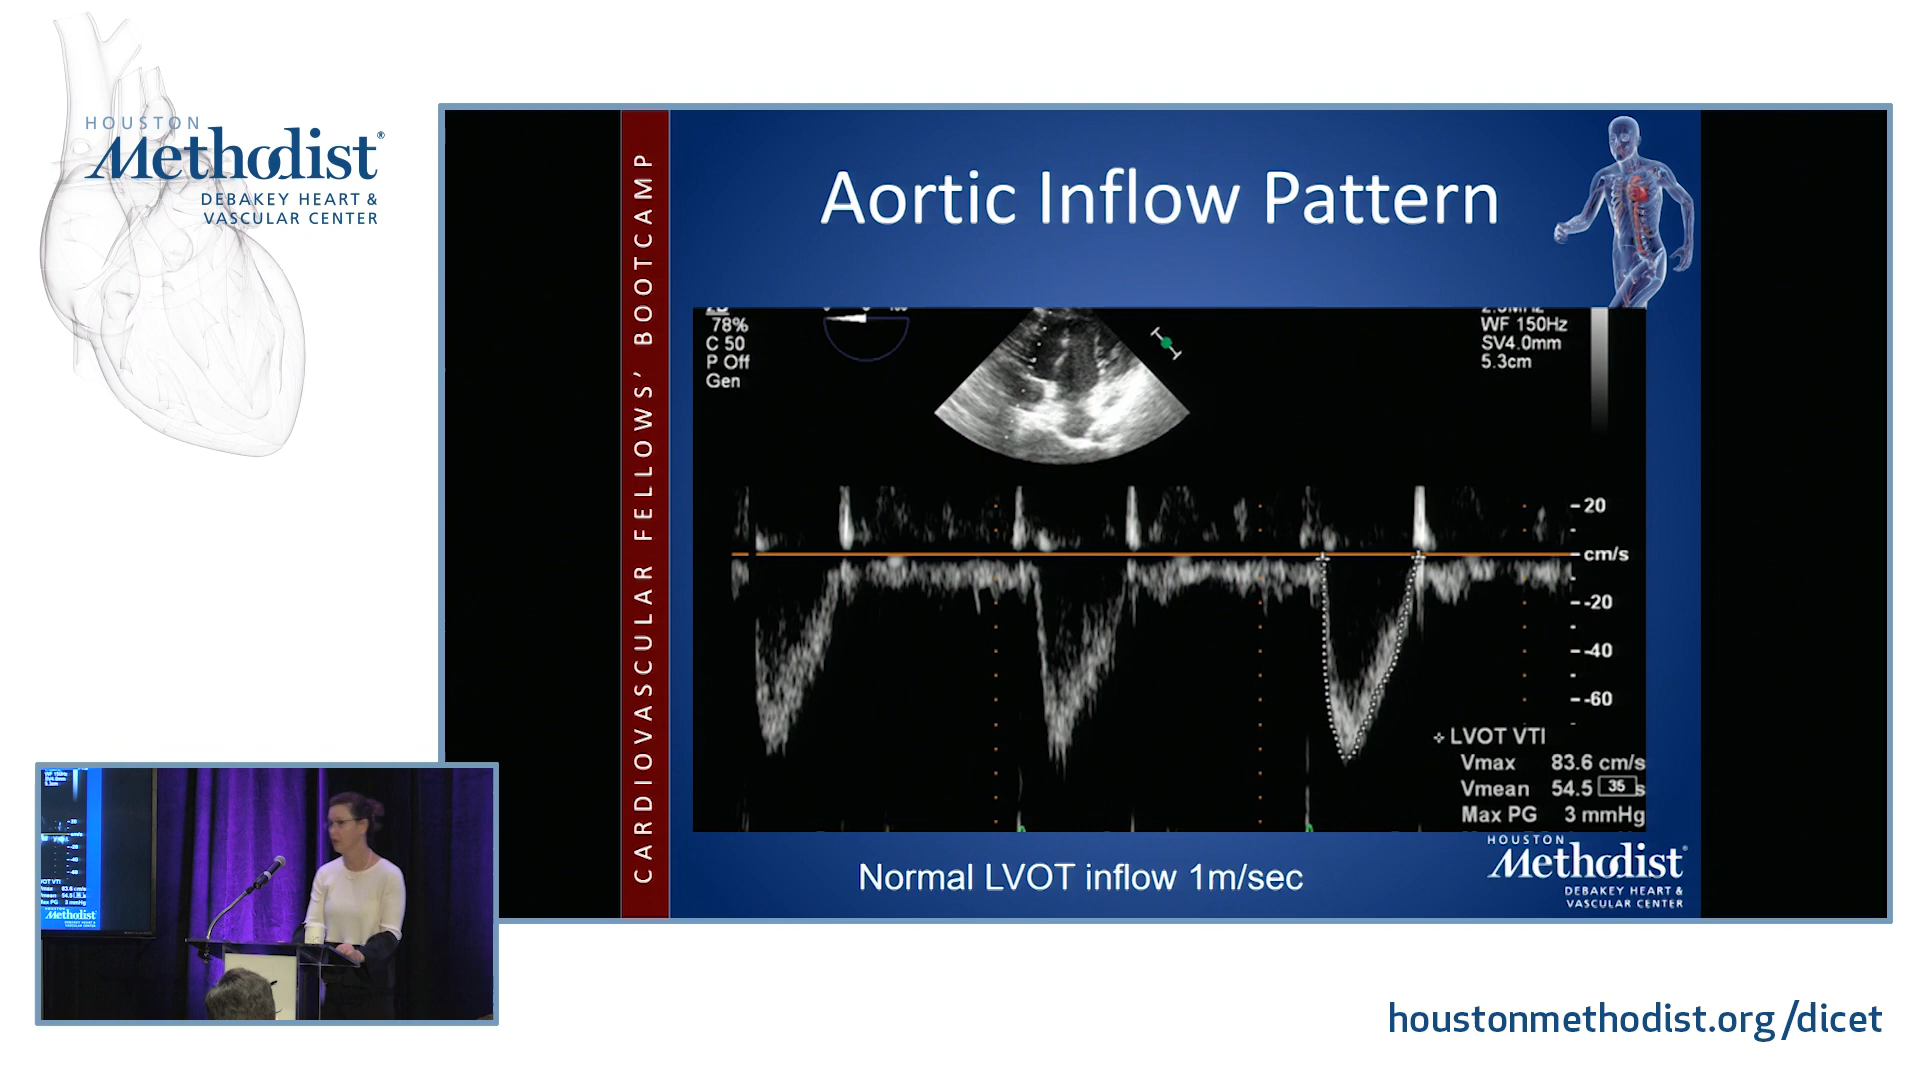 HOUSTON
Methodist®
DEBAKEY HEART &
VASCULAR CENTER
CARDIOVASCULAR FELLOWS' BOOTCAMP
Aortic Inflow Pattern
78%
C 50
P Off
Gen
WF 150Hz
SV4.0mm
5.3cm
20
cm/s
-20
-40
-60
LVOT VTI
Vmax 83.6 cm/s
Vmean 54.5 35 s
Max PG 3 mmHg
Normal LVOT inflow 1m/sec
HOUSTON
Methodist®
DEBAKEY HEART &
VASCULAR CENTER
Methodist
houstonmethodist.org/dicet